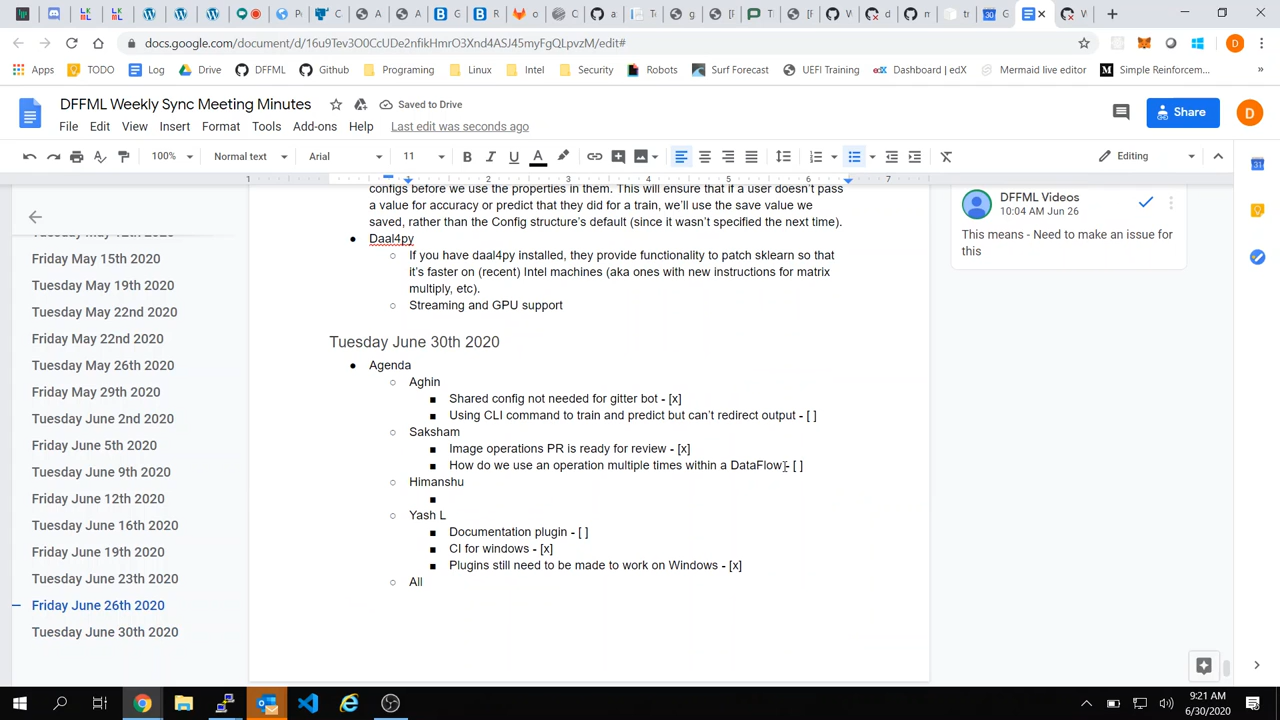 docs.google.com/document/d/16u9Tev3O0CcUDe2nfikHmrO3Xnd4ASJ45myFgQLpvzM/edit#
Apps TODO Log Drive DFFML Github Programing Linux Intel Security Robots Surf Forecast UEFI Training Dashboard | edX Mermaid live editor Simple Reinforcem...
DFFML Weekly Sync Meeting Minutes
Saved to Drive
Share
D
File Edit View Insert Format Tools Add-ons Help Last edit was seconds ago
100% Normal text Arial 11 Editing
1 1 2 3 4 5 6 7
May 15th 2020
Friday May 15th 2020
Tuesday May 19th 2020
Tuesday May 22nd 2020
Friday May 22nd 2020
Tuesday May 26th 2020
Friday May 29th 2020
Tuesday June 2nd 2020
Friday June 5th 2020
Tuesday June 9th 2020
Friday June 12th 2020
Tuesday June 16th 2020
Friday June 19th 2020
Tuesday June 23th 2020
Friday June 26th 2020
Tuesday June 30th 2020
configs before we use the properties in them. This will ensure that if a user doesn't pass
a value for accuracy or predict that they did for a train, we'll use the save value we
saved, rather than the Config structure's default (since it wasn't specified the next time).
Daal4py
If you have daal4py installed, they provide functionality to patch sklearn so that
it's faster on (recent) Intel machines (aka ones with new instructions for matrix
multiply, etc).
Streaming and GPU support
Tuesday June 30th 2020
Agenda
Aghin
Shared config not needed for gitter bot - [x]
Using CLI command to train and predict but can't redirect output - [ ]
Saksham
Image operations PR is ready for review - [x]
How do we use an operation multiple times within a DataFlow - [ ]
Himanshu
Yash L
Documentation plugin - [ ]
CI for windows - [x]
Plugins still need to be made to work on Windows - [x]
All
DFFML Videos
10:04 AM Jun 26
This means - Need to make an issue for
this
9:21 AM
6/30/2020